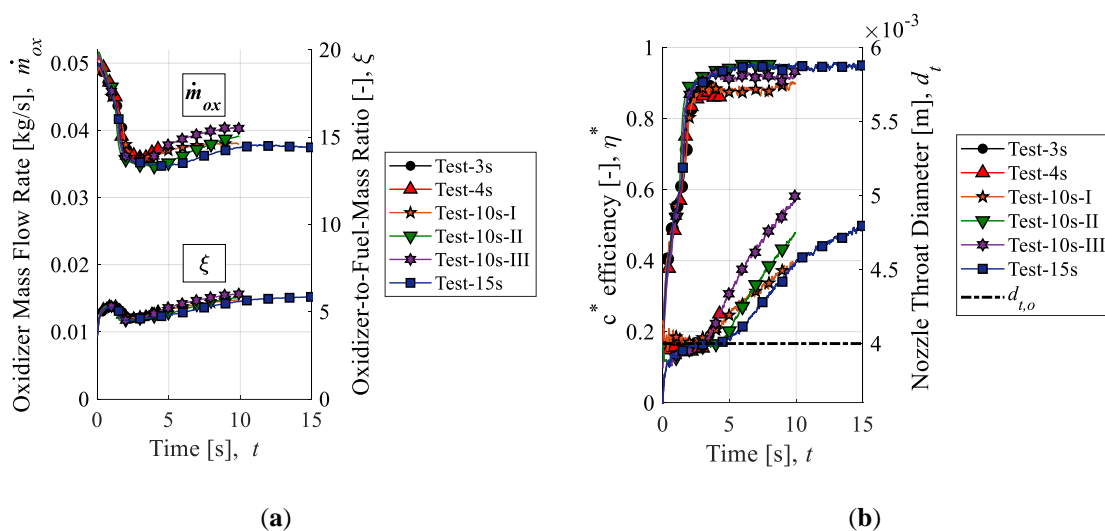 0.05
0.04
0.03
0.02
0.01
0
20
15
10
5
0
0 5 10 15
Oxidizer Mass Flow Rate [kg/s], ṁox
Oxidizer-to-Fuel-Mass Ratio [-], ξ
Time [s], t
ṁox
ξ
Test-3s
Test-4s
Test-10s-I
Test-10s-II
Test-10s-III
Test-15s
(a)
×10-3
1
0.8
0.6
0.4
0.2
0
6
5.5
5
4.5
4
0 5 10 15
c* efficiency [-], η*
Nozzle Throat Diameter [m], dt
Time [s], t
Test-3s
Test-4s
Test-10s-I
Test-10s-II
Test-10s-III
Test-15s
dt,o
(b)